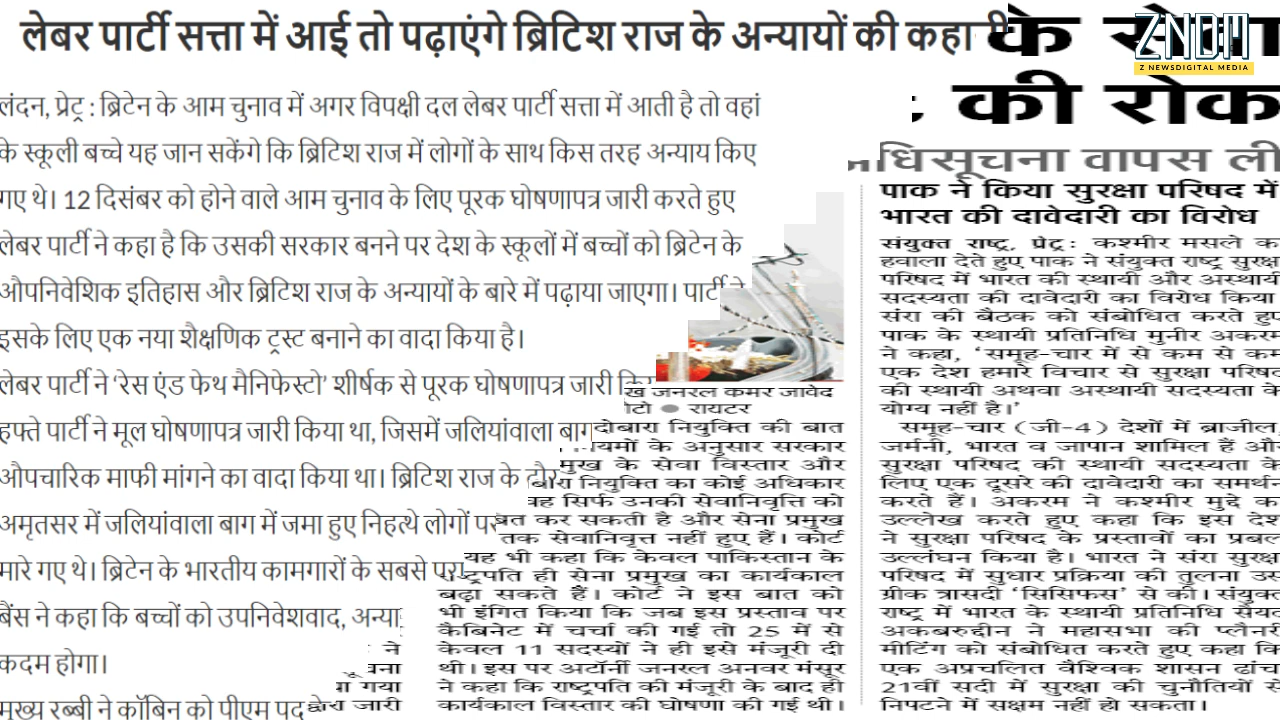 लेबर पार्टी सत्ता में आई तो पढ़ाएंगे ब्रिटिश राज के अन्यायों की
लंदन, प्रेट्र : ब्रिटेन के आम चुनाव में अगर विपक्षी दल लेबर पार्टी सत्ता में आती है तो वहां
के स्कूली बच्चे यह जान सकेंगे कि ब्रिटिश राज में लोगों के साथ किस तरह अन्याय किए
गए थे। 12 दिसंबर को होने वाले आम चुनाव के लिए पूरक घोषणापत्र जारी करते हुए
लेबर पार्टी ने कहा है कि उसकी सरकार बनने पर देश के स्कूलों में बच्चों को ब्रिटेन के
औपनिवेशिक इतिहास और ब्रिटिश राज के अन्यायों के बारे में पढ़ाया जाएगा। पार्टी ने
इसके लिए एक नया शैक्षणिक ट्रस्ट बनाने का वादा किया है।
लेबर पार्टी ने 'रेस एंड फेथ मैनिफेस्टो' शीर्षक से पूरक घोषणापत्र जारी
हफ्ते पार्टी ने मूल घोषणापत्र जारी किया था, जिसमें जलियांवाला बाग
औपचारिक माफी मांगने का वादा किया था। ब्रिटिश राज के दौर
अमृतसर में जलियांवाला बाग में जमा हुए निहत्थे लोगों पर
मारे गए थे। ब्रिटेन के भारतीय कामगारों के सबसे
बैंस ने कहा कि बच्चों को उपनिवेशवाद,
कदम होगा।
मुख्य रब्बी ने कॉर्बिन को पीएम पद
ने
गया
जारी
जनरल कमर जावेद
रायटर
दोबारा नियुक्ति की बात
के अनुसार सरकार
के सेवा विस्तार और
नियुक्ति का कोई अधिकार
वह सिर्फ उनकी सेवानिवृत्ति को
कर सकती है और सेना प्रमुख
तक सेवानिवृत्त नहीं हुए हैं। कोर्ट
यह भी कहा कि केवल पाकिस्तान के
राष्ट्रपति ही सेना प्रमुख का कार्यकाल
बढ़ा सकते हैं। कोर्ट ने इस बात को
भी इंगित किया कि जब इस प्रस्ताव पर
कैबिनेट में चर्चा की गई तो 25 में से
केवल 11 सदस्यों ने ही इसे मंजूरी दी
थी। इस पर अटॉर्नी जनरल अनवर मंसूर
ने कहा कि राष्ट्रपति की मंजूरी के बाद ही
कार्यकाल विस्तार की घोषणा की गई थी।
के
की रोक
वापस ली
पाक ने किया सुरक्षा परिषद में
भारत की दावेदारी का विरोध
संयुक्त राष्ट्र, प्रेट्र : कश्मीर मसले का
हवाला देते हुए पाक ने संयुक्त राष्ट्र सुरक्षा
परिषद में भारत की स्थायी और अस्थायी
सदस्यता की दावेदारी का विरोध किया
संरा की बैठक को संबोधित करते हुए
पाक के स्थायी प्रतिनिधि मुनीर अकरम
ने कहा, 'समूह-चार में से कम से कम
एक देश हमारे विचार से सुरक्षा परिषद
की स्थायी अथवा अस्थायी सदस्यता के
योग्य नहीं है।'
समूह-चार (जी-4) देशों में ब्राजील,
जर्मनी, भारत व जापान शामिल हैं और
सुरक्षा परिषद की स्थायी सदस्यता के
लिए एक दूसरे की दावेदारी का समर्थन
करते हैं। अकरम ने कश्मीर मुद्दे का
उल्लेख करते हुए कहा कि इस देश
ने सुरक्षा परिषद के प्रस्तावों का प्रबल
उल्लंघन किया है। भारत ने संरा सुरक्षा
परिषद में सुधार प्रक्रिया की तुलना उस
ग्रीक त्रासदी 'सिसिफस' से की। संयुक्त
राष्ट्र में भारत के स्थायी प्रतिनिधि सैयद
अकबरुद्दीन ने महासभा की प्लैनरी
मीटिंग को संबोधित करते हुए कहा कि
एक अप्रचलित वैश्विक शासन ढांचा
21वीं सदी में सुरक्षा की चुनौतियों से
निपटने में सक्षम नहीं हो सकता।
ZNDM
Z NEWSDIGITAL MEDIA